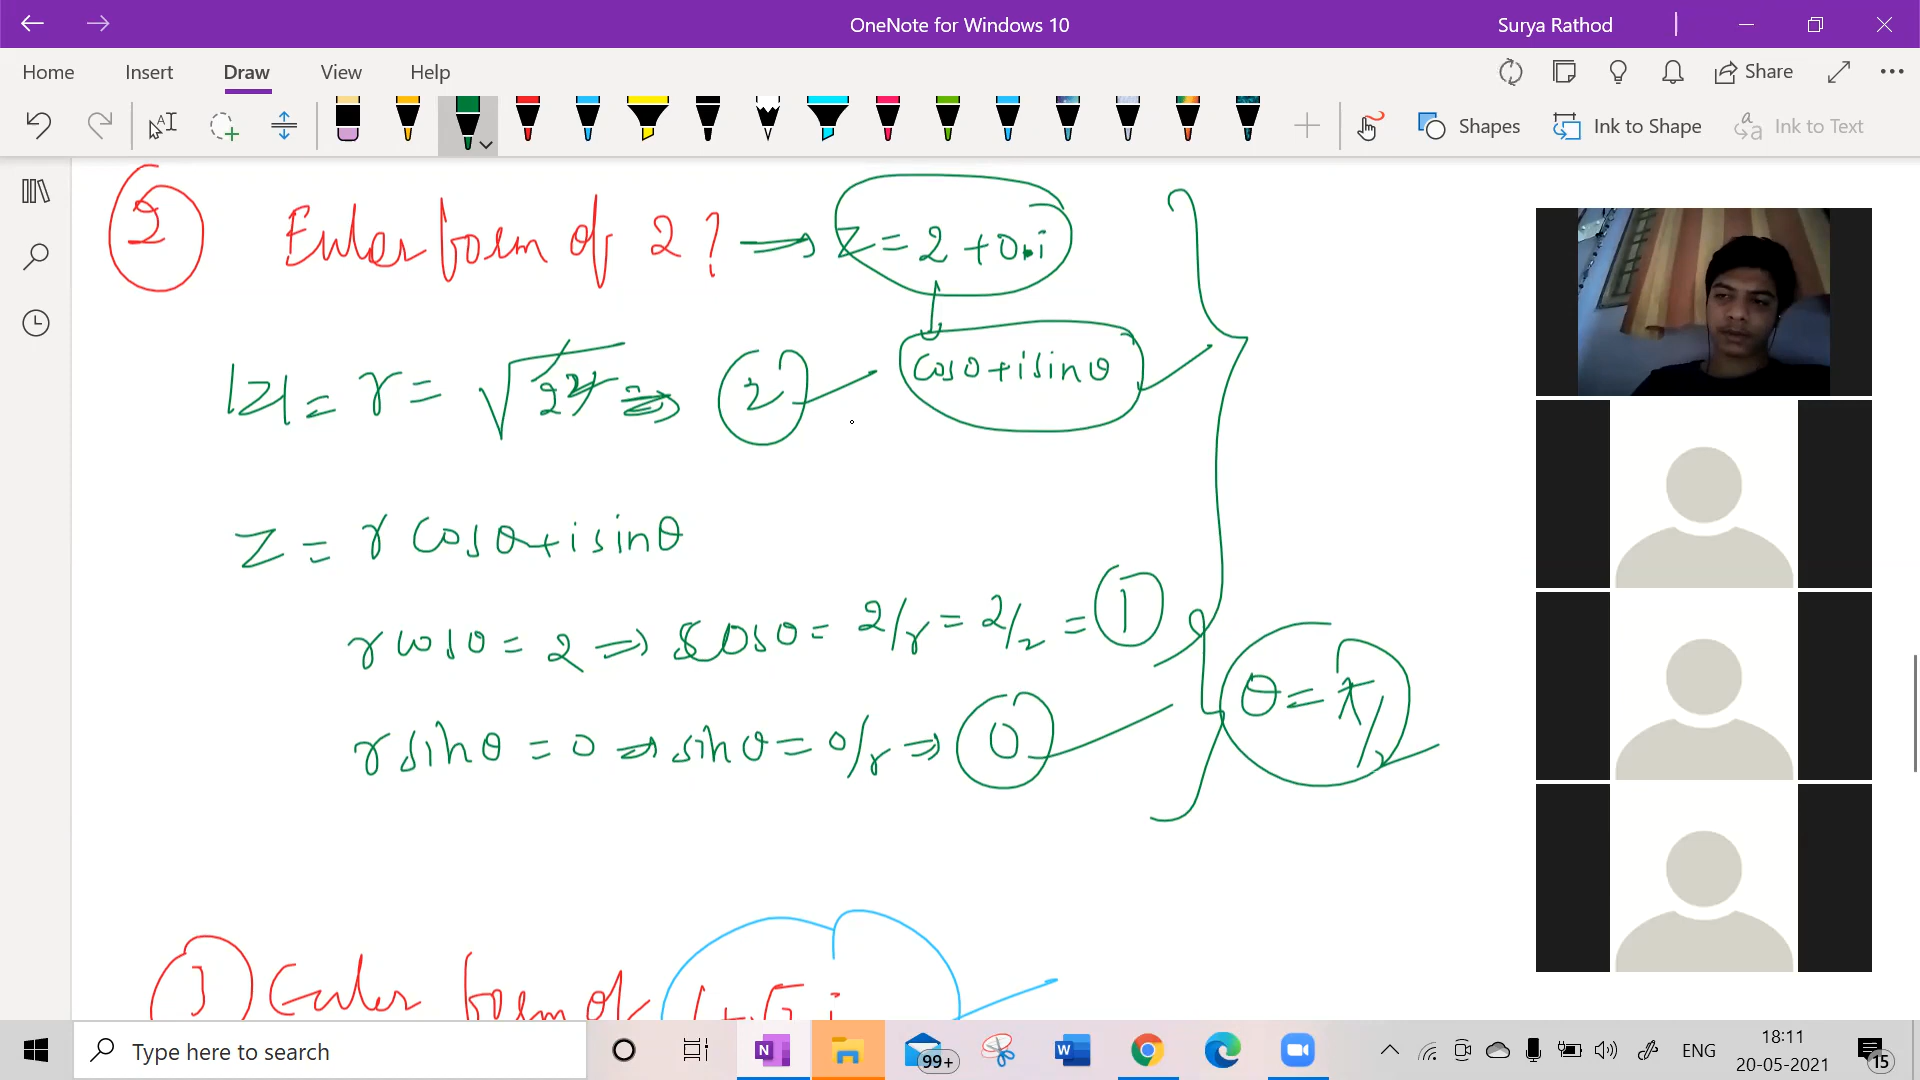 OneNote for Windows 10
Surya Rathod
Home Insert Draw View Help
Share
Shapes Ink to Shape Ink to Text
2 Euler form of 2? ⇒ z = 2 + 0.i
↓
|z| = r = √2² ⇒ 2 cosθ + i sinθ
z = r cosθ + i sinθ
r cosθ = 2 ⇒ cosθ = 2/r = 2/2 = 1
θ = π/2
r sinθ = 0 ⇒ sinθ = 0/r ⇒ 0
3 Euler form of 1 + √3 i
Type here to search
99+
ENG
18:11
20-05-2021
15